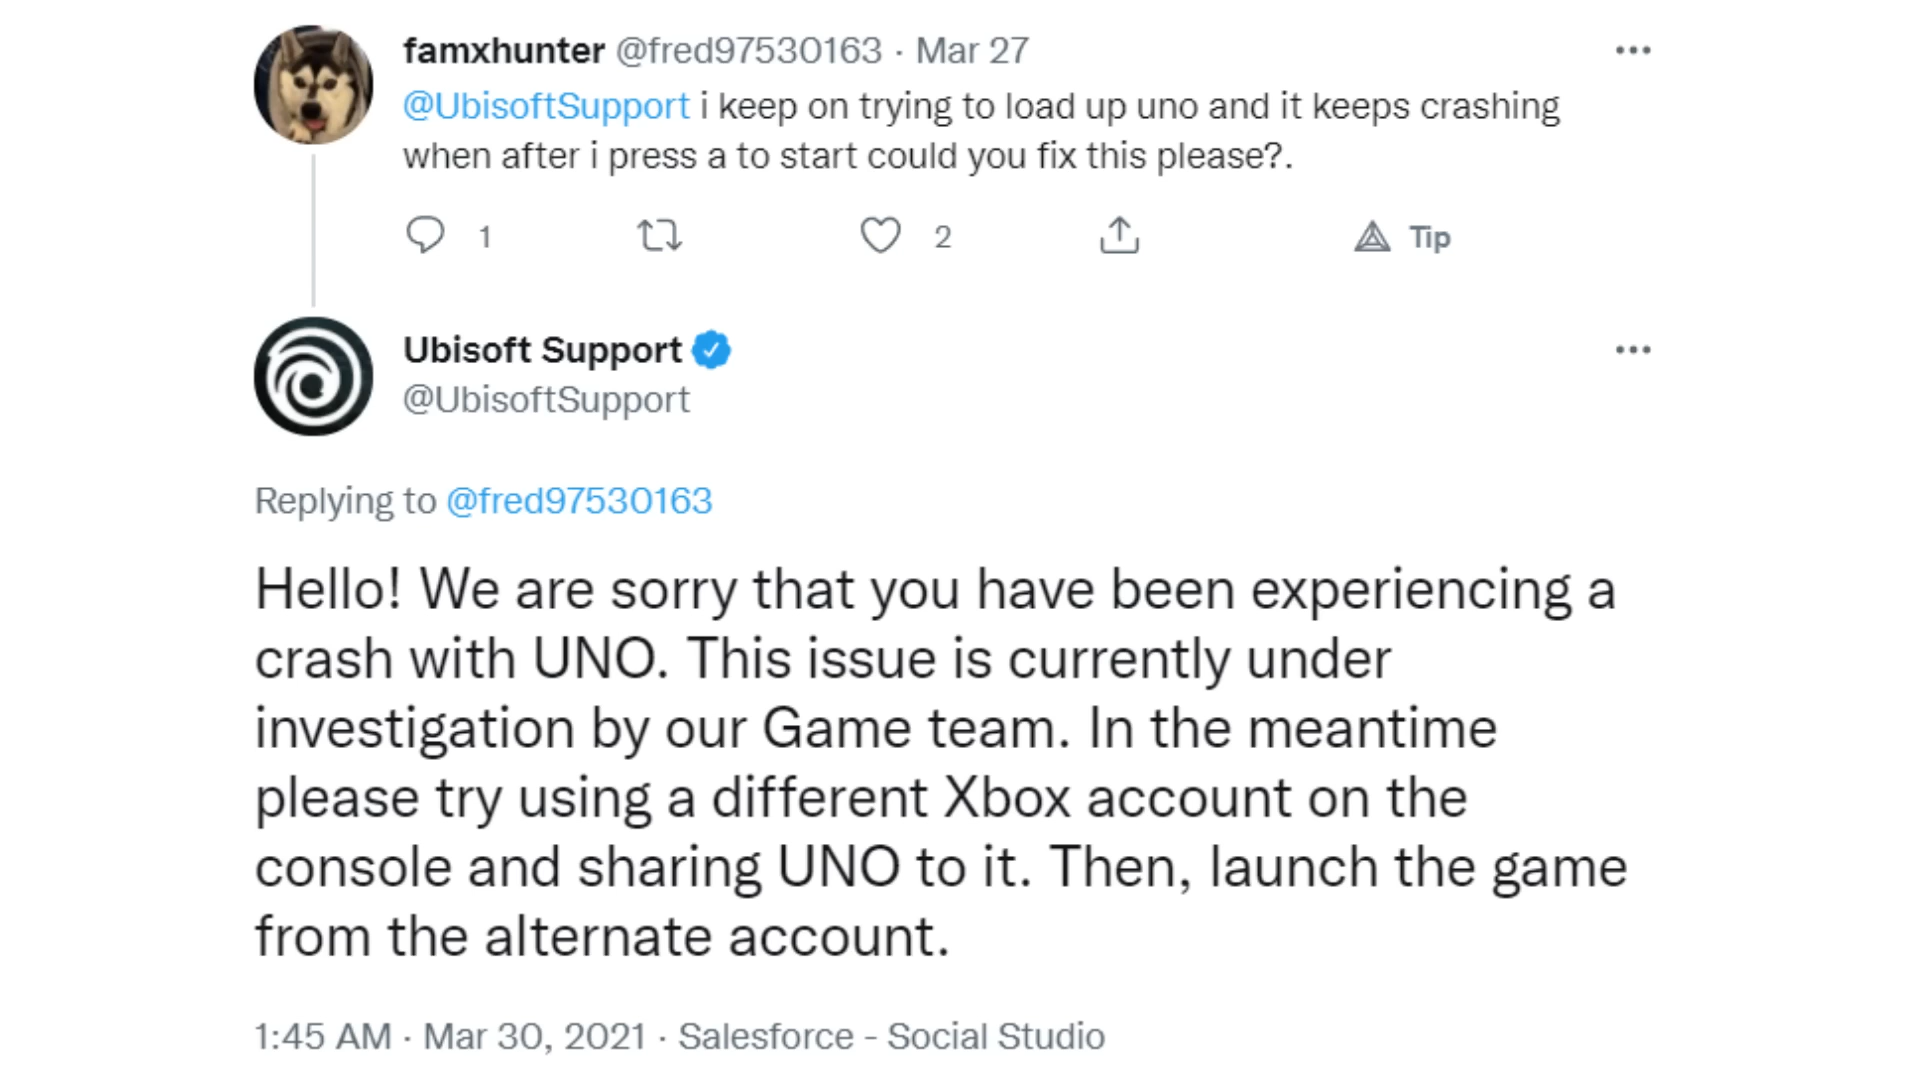 famxhunter @fred97530163 · Mar 27
@UbisoftSupport i keep on trying to load up uno and it keeps crashing
when after i press a to start could you fix this please?.
1 2 Tip
Ubisoft Support
@UbisoftSupport
Replying to @fred97530163
Hello! We are sorry that you have been experiencing a
crash with UNO. This issue is currently under
investigation by our Game team. In the meantime
please try using a different Xbox account on the
console and sharing UNO to it. Then, launch the game
from the alternate account.
1:45 AM · Mar 30, 2021 · Salesforce - Social Studio